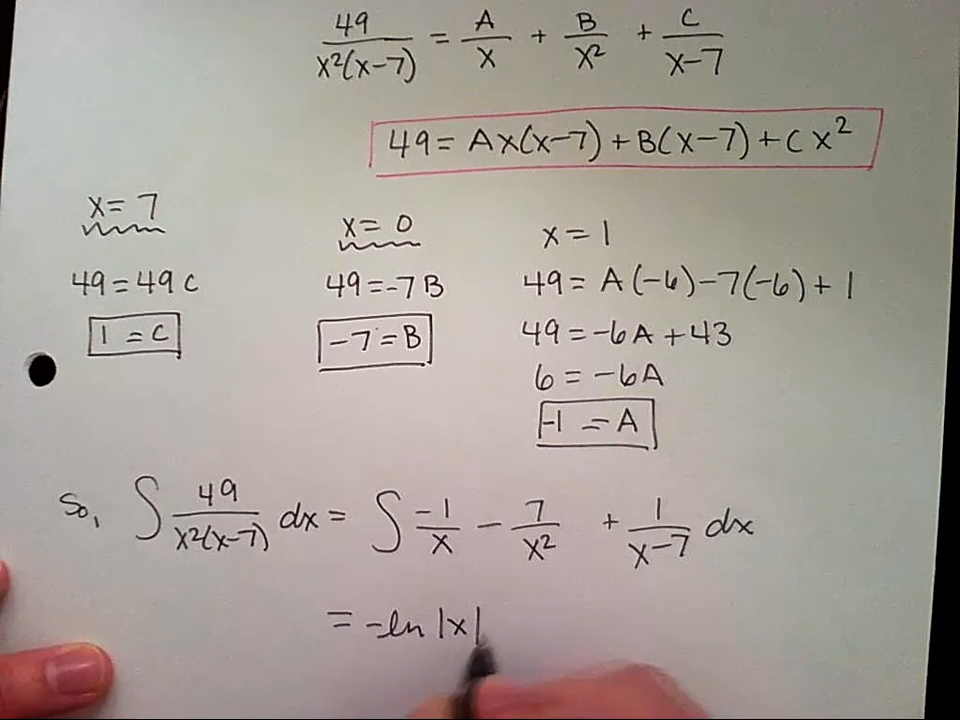 49/(x²(x-7)) = A/x + B/x² + C/(x-7)
49 = Ax(x-7) + B(x-7) + Cx²
x = 7
49 = 49C
1 = C
x = 0
49 = -7B
-7 = B
x = 1
49 = A(-6) - 7(-6) + 1
49 = -6A + 43
6 = -6A
-1 = A
So, ∫ 49/(x²(x-7)) dx = ∫ -1/x - 7/x² + 1/(x-7) dx
= -ln |x|